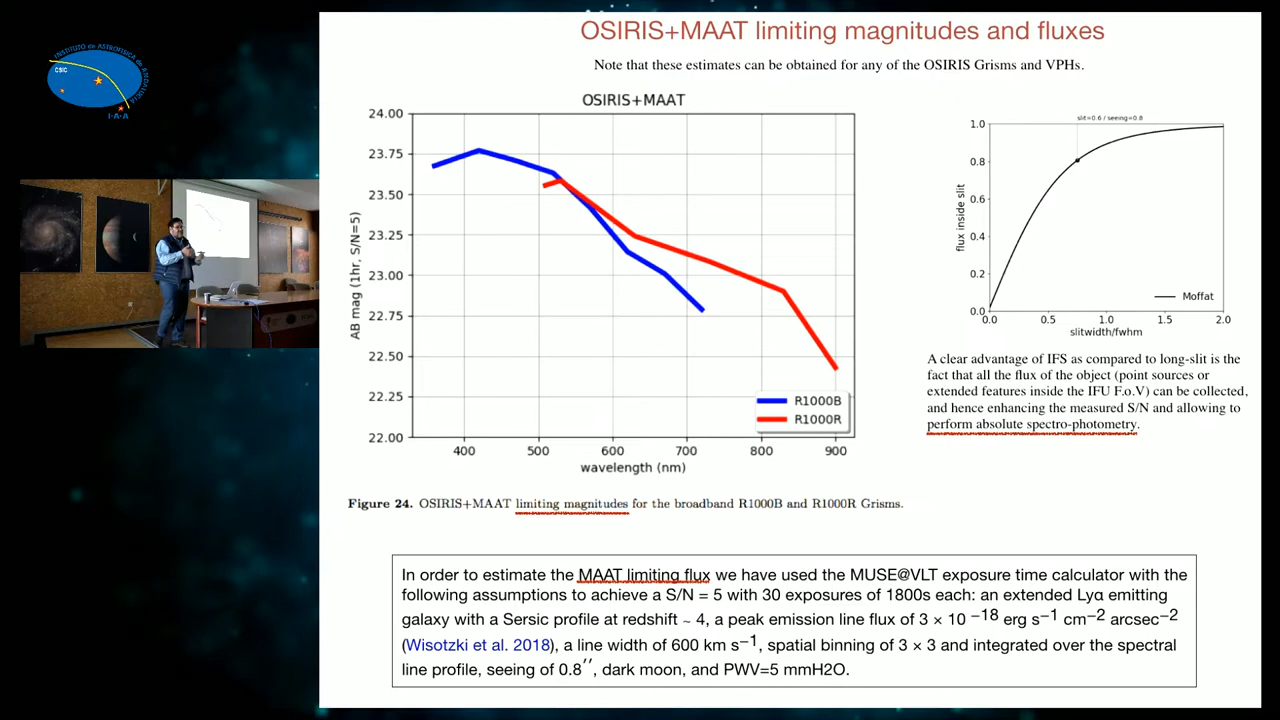 OSIRIS+MAAT limiting magnitudes and fluxes
Note that these estimates can be obtained for any of the OSIRIS Grisms and VPHs.
INSTITUTO de ASTROFISICA de ANDALUCIA
CSIC
I·A·A
OSIRIS+MAAT
24.00
23.75
23.50
23.25
23.00
22.75
22.50
22.25
22.00
AB mag (1hr, S/N=5)
400 500 600 700 800 900
wavelength (nm)
R1000B
R1000R
slit=0.6 / seeing=0.8
1.0
0.8
0.6
0.4
0.2
0.0
flux inside slit
Moffat
0.0 0.5 1.0 1.5 2.0
slitwidth/fwhm
A clear advantage of IFS as compared to long-slit is the
fact that all the flux of the object (point sources or
extended features inside the IFU F.o.V) can be collected,
and hence enhancing the measured S/N and allowing to
perform absolute spectro-photometry.
Figure 24. OSIRIS+MAAT limiting magnitudes for the broadband R1000B and R1000R Grisms.
In order to estimate the MAAT limiting flux we have used the MUSE@VLT exposure time calculator with the
following assumptions to achieve a S/N = 5 with 30 exposures of 1800s each: an extended Lyα emitting
galaxy with a Sersic profile at redshift ~ 4, a peak emission line flux of 3 × 10 −18 erg s−1 cm−2 arcsec−2
(Wisotzki et al. 2018), a line width of 600 km s−1, spatial binning of 3 × 3 and integrated over the spectral
line profile, seeing of 0.8′′, dark moon, and PWV=5 mmH2O.